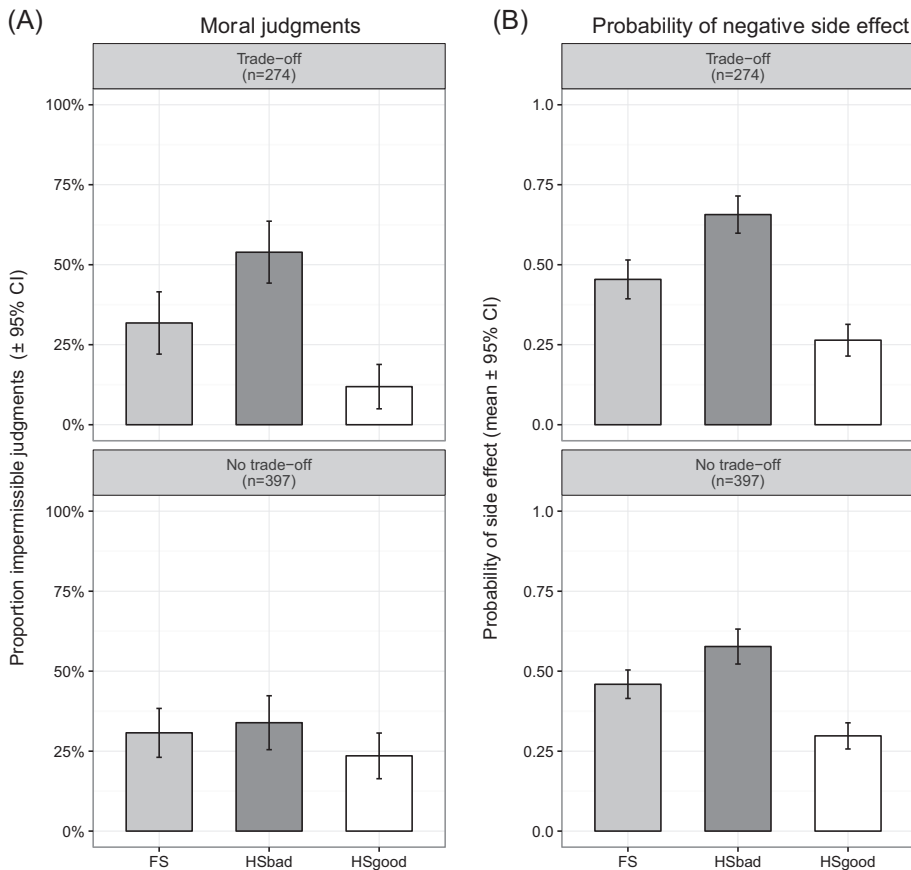 (A)
Moral judgments
Trade−off
(n=274)
100%
75%
50%
25%
0%
No trade−off
(n=397)
100%
75%
50%
25%
0%
FS
HSbad
HSgood
Proportion impermissible judgments (± 95% CI)
(B)
Probability of negative side effect
Trade−off
(n=274)
1.0
0.75
0.50
0.25
0.0
No trade−off
(n=397)
1.0
0.75
0.50
0.25
0.0
FS
HSbad
HSgood
Probability of side effect (mean ± 95% CI)